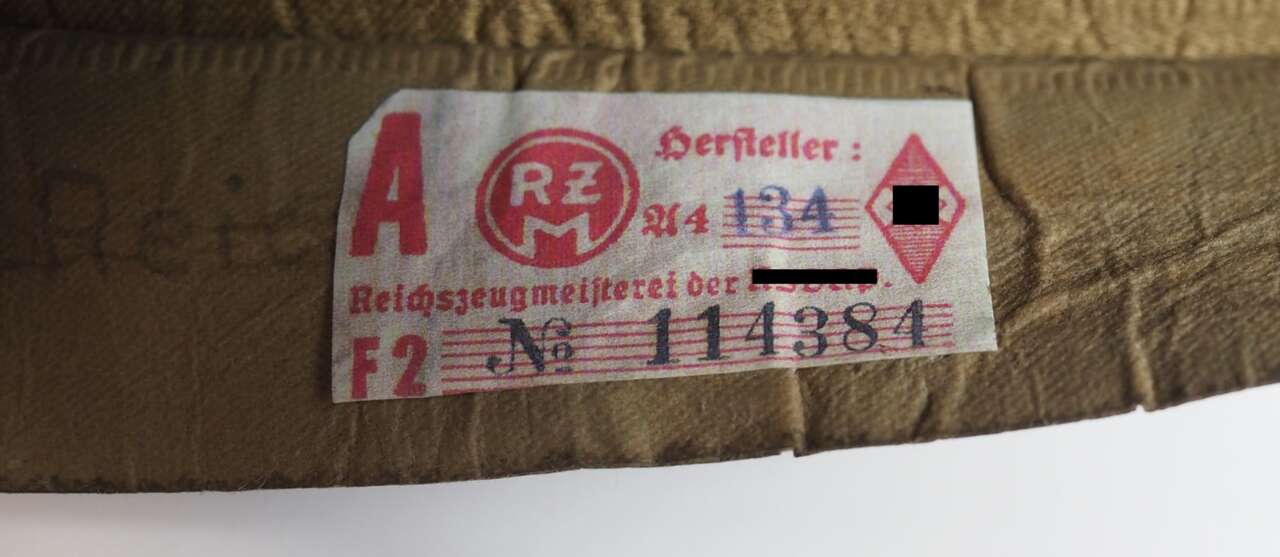 A
RZM
Hersteller :
A4 134
Reichszeugmeisterei der
F2 № 114384